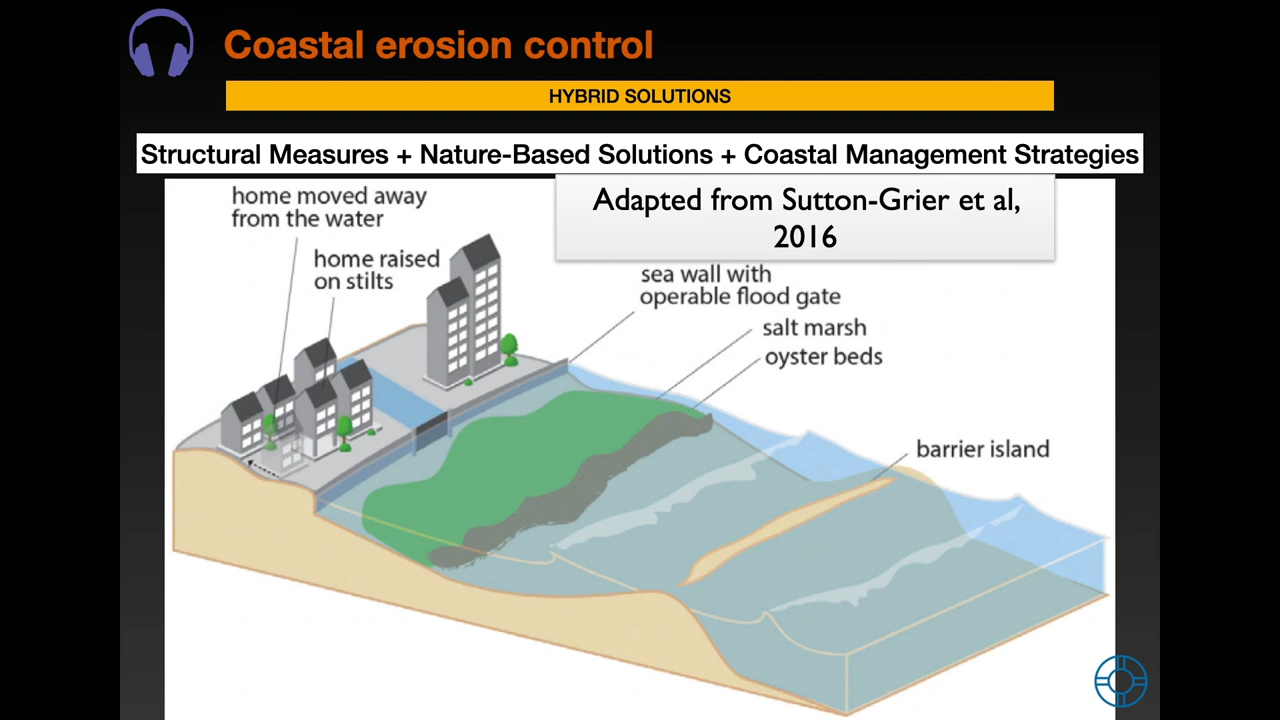 Coastal erosion control
HYBRID SOLUTIONS
Structural Measures + Nature-Based Solutions + Coastal Management Strategies
Adapted from Sutton-Grier et al,
2016
home moved away
from the water
home raised
on stilts
sea wall with
operable flood gate
salt marsh
oyster beds
barrier island